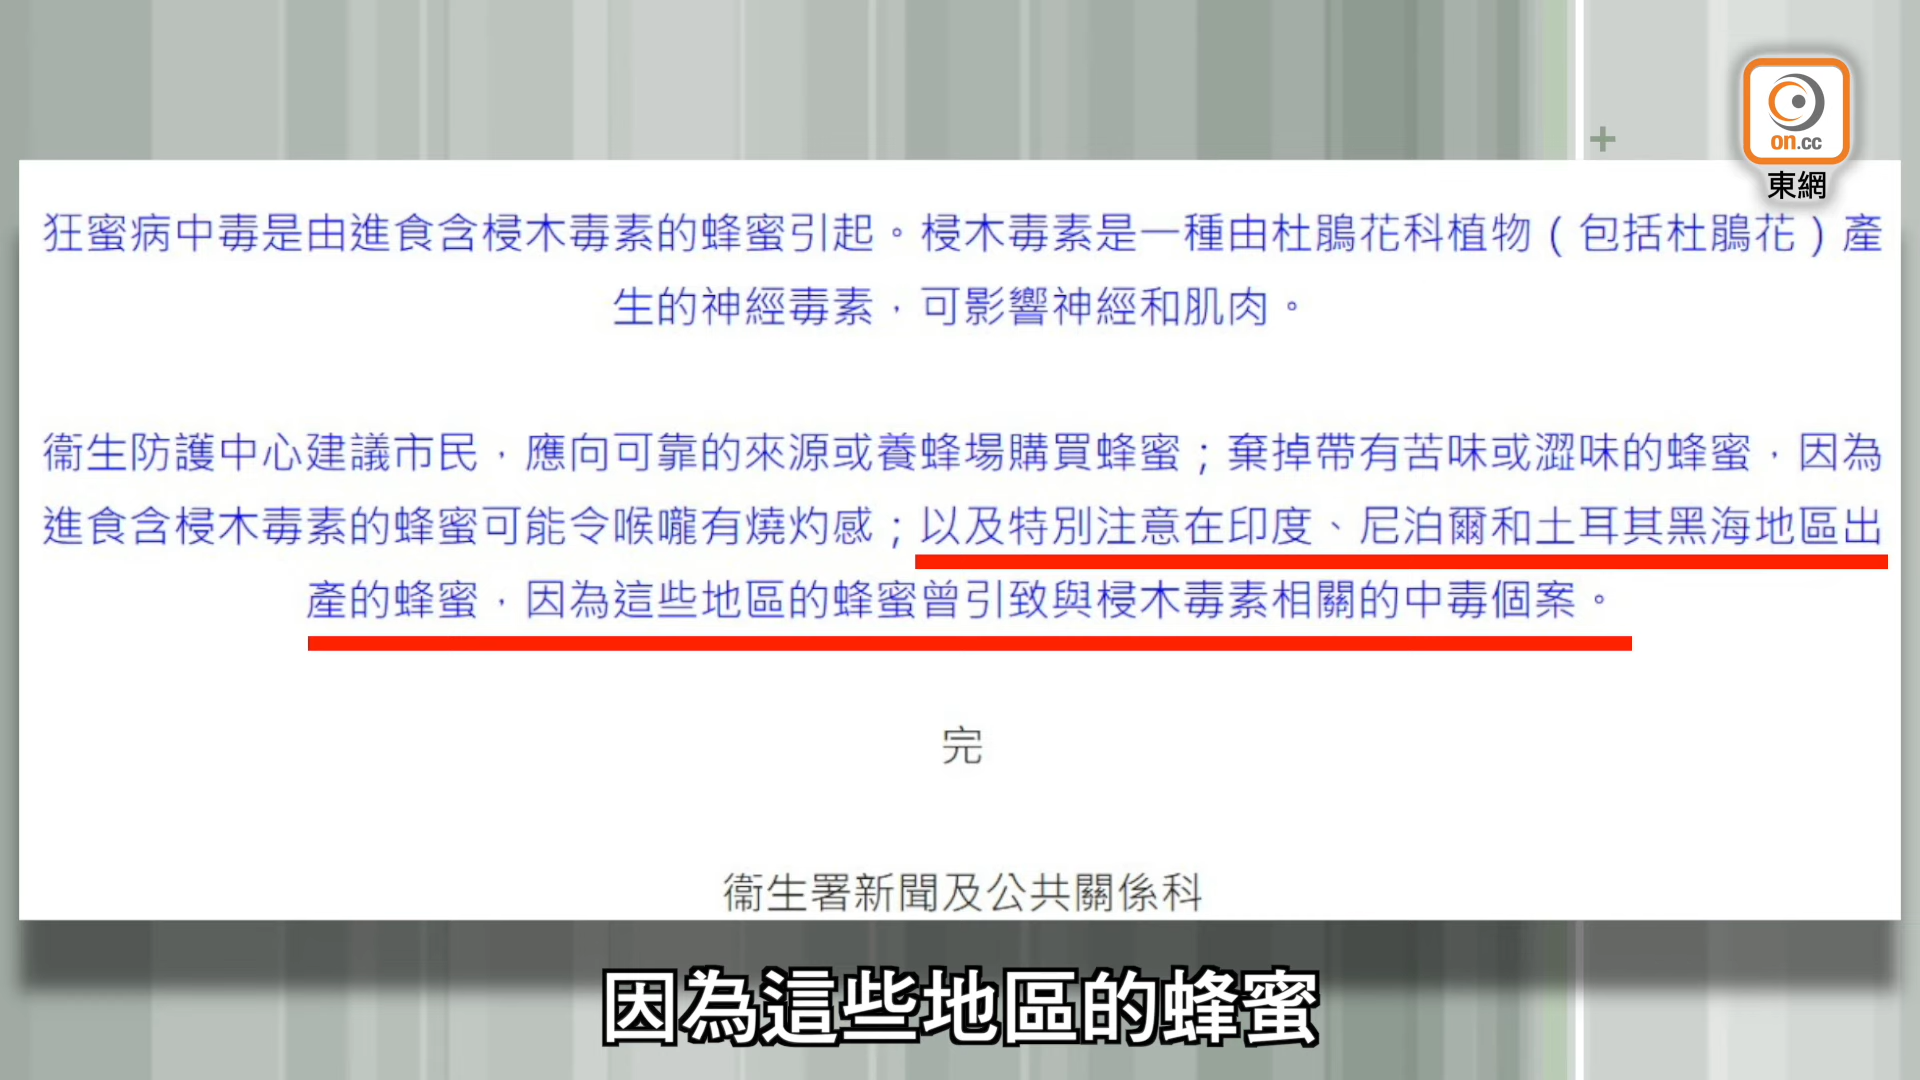 on.cc
東網
狂蜜病中毒是由進食含梫木毒素的蜂蜜引起。梫木毒素是一種由杜鵑花科植物(包括杜鵑花)產
生的神經毒素，可影響神經和肌肉。
衞生防護中心建議市民，應向可靠的來源或養蜂場購買蜂蜜；棄掉帶有苦味或澀味的蜂蜜，因為
進食含梫木毒素的蜂蜜可能令喉嚨有燒灼感；以及特別注意在印度、尼泊爾和土耳其黑海地區出
產的蜂蜜，因為這些地區的蜂蜜曾引致與梫木毒素相關的中毒個案。
完
衞生署新聞及公共關係科
因為這些地區的蜂蜜